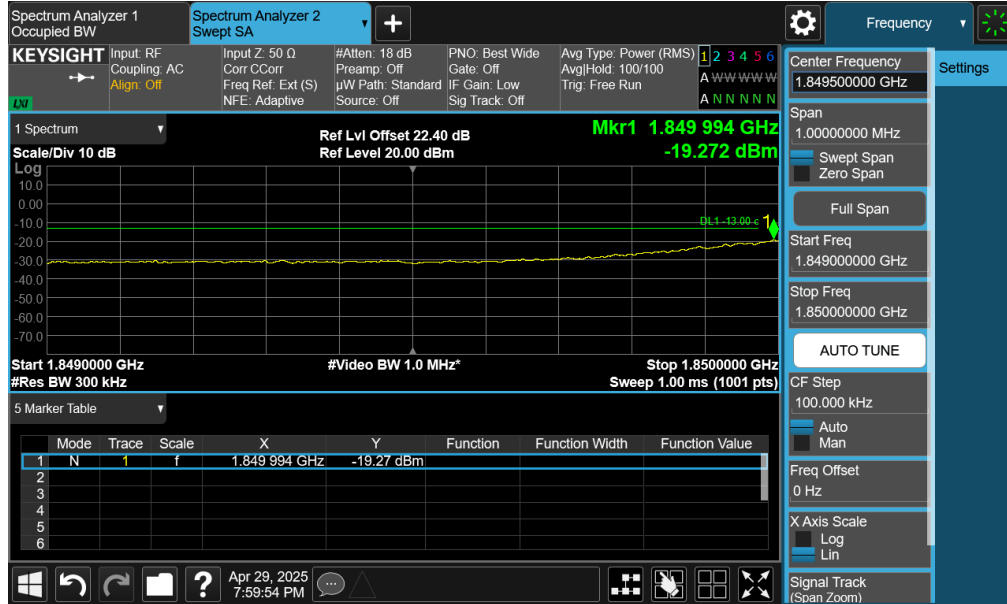 Spectrum Analyzer 1
Occupied BW
Spectrum Analyzer 2
Swept SA
Frequency
KEYSIGHT
LXI
Input: RF
Coupling: AC
Align: Off
Input Z: 50 Ω
Corr CCorr
Freq Ref: Ext (S)
NFE: Adaptive
#Atten: 18 dB
Preamp: Off
µW Path: Standard
Source: Off
PNO: Best Wide
Gate: Off
IF Gain: Low
Sig Track: Off
Avg Type: Power (RMS)
Avg|Hold: 100/100
Trig: Free Run
1 2 3 4 5 6
A W W W W W
A N N N N N
1 Spectrum
Scale/Div 10 dB
Ref Lvl Offset 22.40 dB
Ref Level 20.00 dBm
Mkr1 1.849 994 GHz
-19.272 dBm
Log
10.0
0.00
-10.0
-20.0
-30.0
-40.0
-50.0
-60.0
-70.0
DL1 -13.00
1
Start 1.8490000 GHz
#Video BW 1.0 MHz*
Stop 1.8500000 GHz
#Res BW 300 kHz
Sweep 1.00 ms (1001 pts)
5 Marker Table
Mode Trace Scale X Y Function Function Width Function Value
1 N 1 f 1.849 994 GHz -19.27 dBm
2
3
4
5
6
Apr 29, 2025
7:59:54 PM
Center Frequency
1.849500000 GHz
Settings
Span
1.00000000 MHz
Swept Span
Zero Span
Full Span
Start Freq
1.849000000 GHz
Stop Freq
1.850000000 GHz
AUTO TUNE
CF Step
100.000 kHz
Auto
Man
Freq Offset
0 Hz
X Axis Scale
Log
Lin
Signal Track
(Span Zoom)